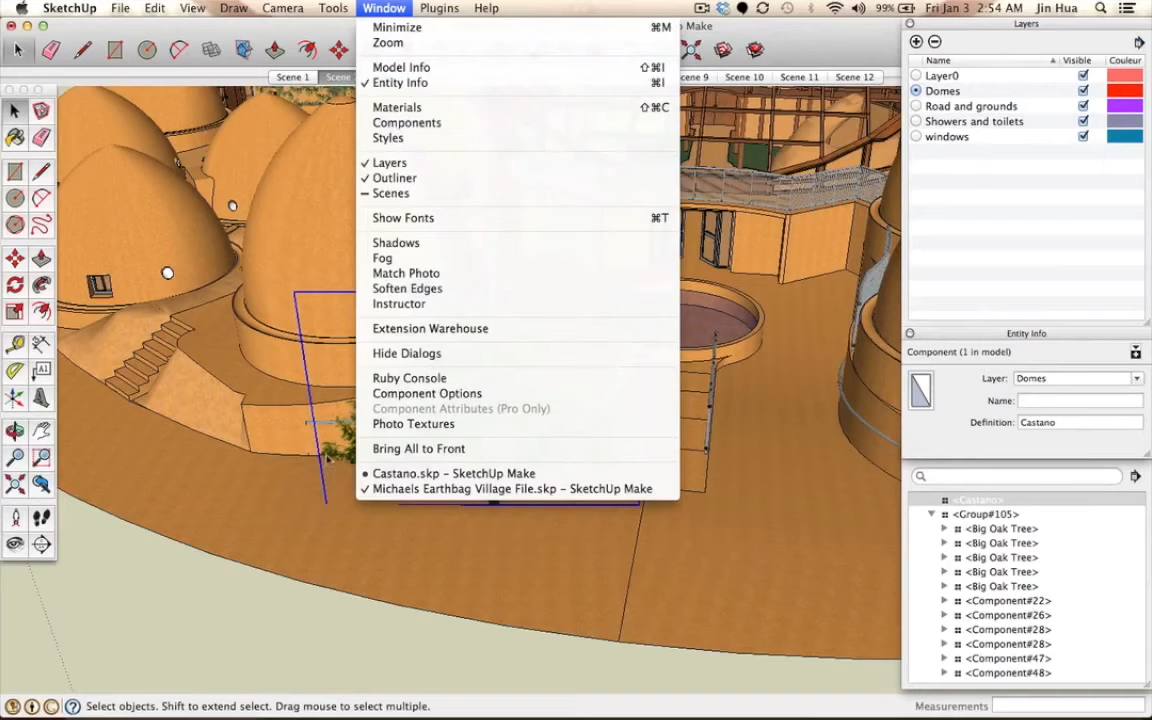 SketchUp File Edit View Draw Camera Tools Window Plugins Help 99% Fri Jan 3 2:54 AM Jin Hua
Make
Scene 1 Scene
cene 9 Scene 10 Scene 11 Scene 12
Minimize ⌘M
Zoom
Model Info ⇧⌘I
✓ Entity Info ⌘I
Materials ⇧⌘C
Components
Styles
✓ Layers
✓ Outliner
Scenes
Show Fonts ⌘T
Shadows
Fog
Match Photo
Soften Edges
Instructor
Extension Warehouse
Hide Dialogs
Ruby Console
Component Options
Component Attributes (Pro Only)
Photo Textures
Bring All to Front
Castano.skp - SketchUp Make
✓ Michaels Earthbag Village File.skp - SketchUp Make
Layers
Name Visible Couleur
Layer0
Domes
Road and grounds
Showers and toilets
windows
Entity Info
Component (1 in model)
Layer: Domes
Name:
Definition: Castano
<Castano>
<Group#105>
<Big Oak Tree>
<Big Oak Tree>
<Big Oak Tree>
<Big Oak Tree>
<Big Oak Tree>
<Component#22>
<Component#26>
<Component#28>
<Component#28>
<Component#47>
<Component#48>
Select objects. Shift to extend select. Drag mouse to select multiple.
Measurements